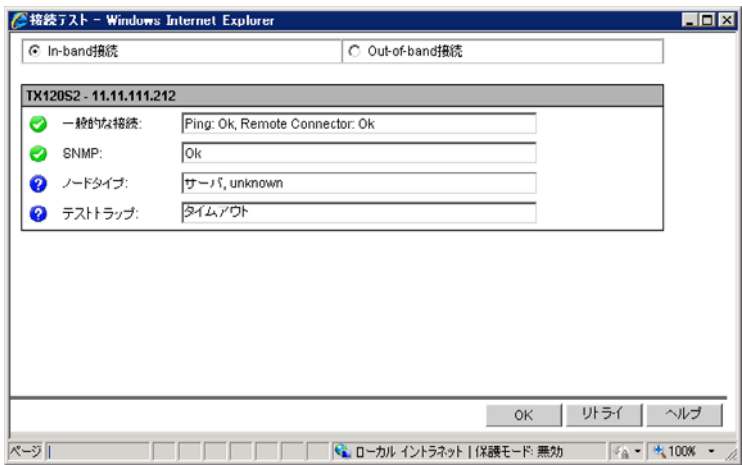 接続テスト - Windows Internet Explorer
In-band接続 Out-of-band接続
TX120S2 - 11.11.111.212
一般的な接続: Ping: Ok, Remote Connector: Ok
SNMP: Ok
ノードタイプ: サーバ, unknown
テストトラップ: タイムアウト
OK リトライ ヘルプ
ページ ローカル イントラネット | 保護モード: 無効 100%